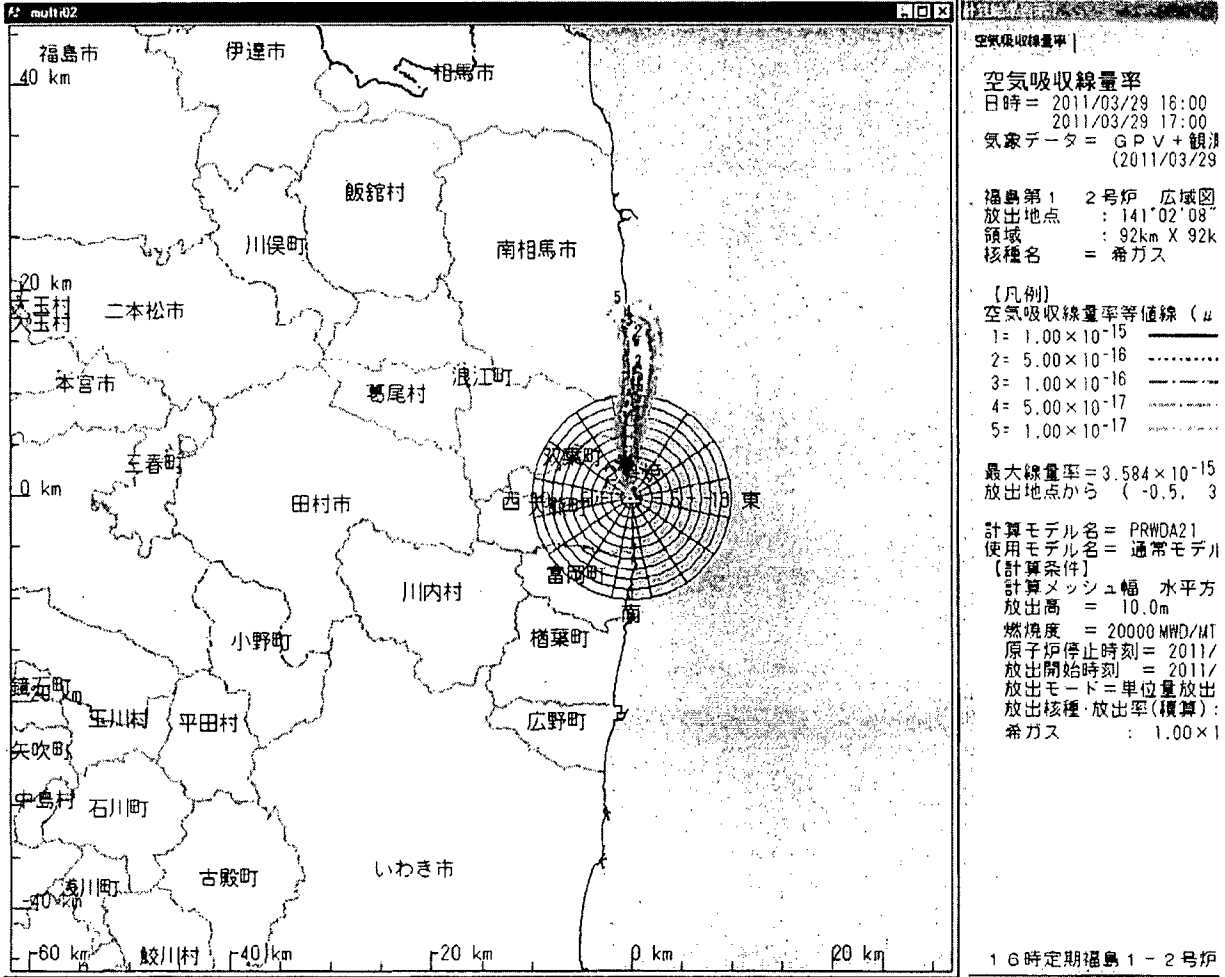 multi02
福島市
伊達市
相馬市
40 km
飯舘村
川俣町
南相馬市
20 km
大玉村
二本松市
5
2
2
本宮市
浪江町
葛尾村
三春町
双葉町
0 km
田村市
西
10
東
富岡町
川内村
南
小野町
楢葉町
鏡石町
玉川村
平田村
広野町
矢吹町
中島村
石川町
いわき市
浅川町
古殿町
-40 km
-60 km
鮫川村
-40 km
-20 km
0 km
20 km
空気吸収線量率
空気吸収線量率
日時= 2011/03/29 16:00
2011/03/29 17:00
気象データ= GPV+観測
(2011/03/29
福島第1 2号炉 広域図
放出地点 : 141°02'08"
領域 : 92km X 92k
核種名 = 希ガス
【凡例】
空気吸収線量率等値線 (μ
1= 1.00×10-15
2= 5.00×10-16
3= 1.00×10-16
4= 5.00×10-17
5= 1.00×10-17
最大線量率=3.584×10-15
放出地点から ( -0.5, 3
計算モデル名= PRWDA21
使用モデル名= 通常モデル
【計算条件】
計算メッシュ幅 水平方
放出高 = 10.0m
燃焼度 = 20000MWD/MT
原子炉停止時刻= 2011/
放出開始時刻 = 2011/
放出モード=単位量放出
放出核種・放出率(積算):
希ガス : 1.00×1
16時定期福島1-2号炉